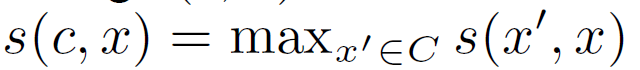 s(c, x) = max_{x'∈C} s(x', x)